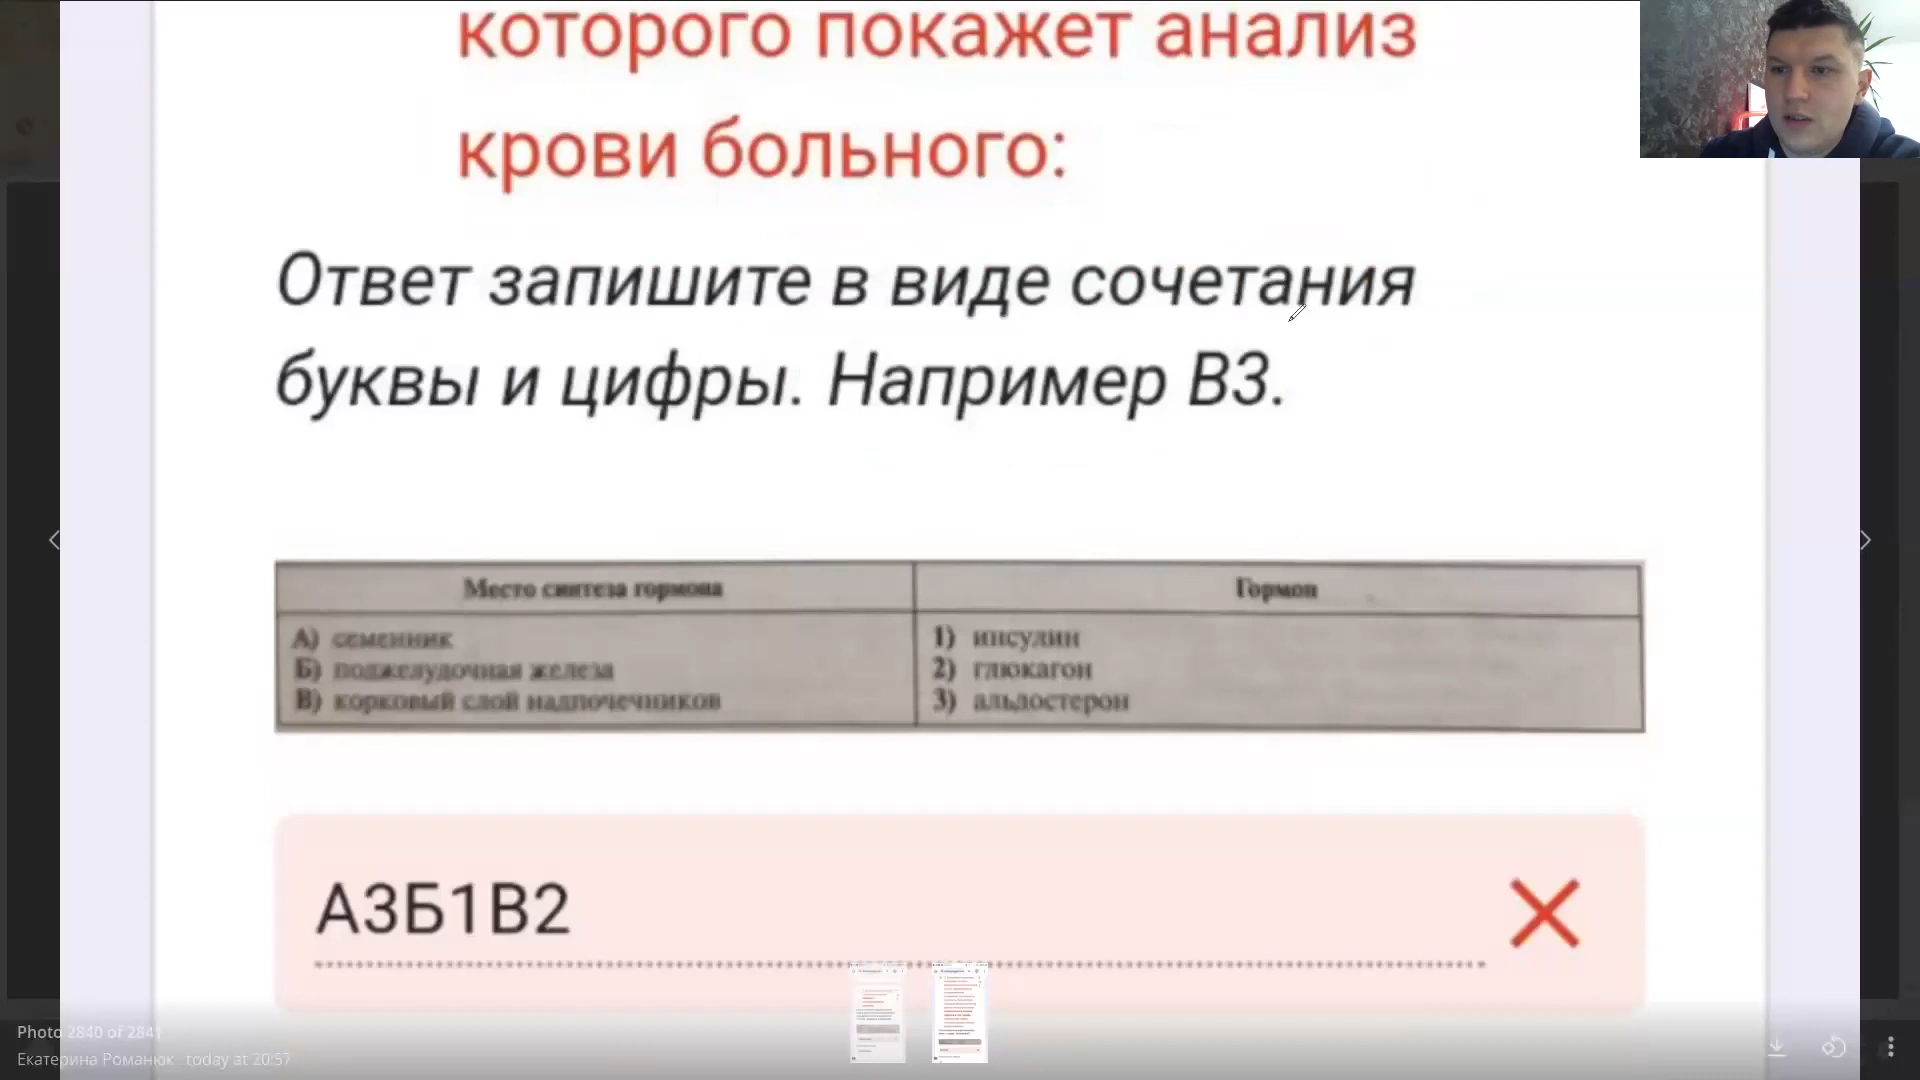 которого покажет анализ
крови больного:
Ответ запишите в виде сочетания
буквы и цифры. Например В3.
Место синтеза гормона
Гормон
А) семенник
Б) поджелудочная железа
В) корковый слой надпочечников
1) инсулин
2) глюкагон
3) альдостерон
А3Б1В2
Photo 2840 of 2841
Екатерина Романюк today at 20:57